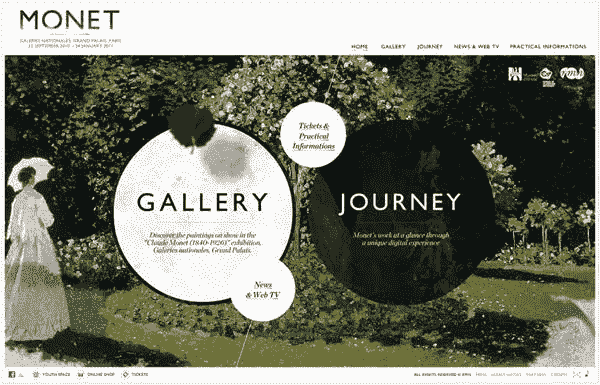 MONET
GALERIES NATIONALES, GRAND PALAIS, PARIS
22 SEPTEMBER 2010 - 24 JANUARY 2011
HOME GALLERY JOURNEY NEWS & WEB TV PRACTICAL INFORMATIONS
Tickets &
Practical
Informations
GALLERY
Discover the paintings on show in the
"Claude Monet (1840-1926)" exhibition,
Galeries nationales, Grand Palais.
JOURNEY
Monet's work at a glance through
a unique digital experience
News
& Web TV
YOUTH SPACE ONLINE SHOP TICKETS
ALL RIGHTS RESERVED © RMN PRESS CREDITS